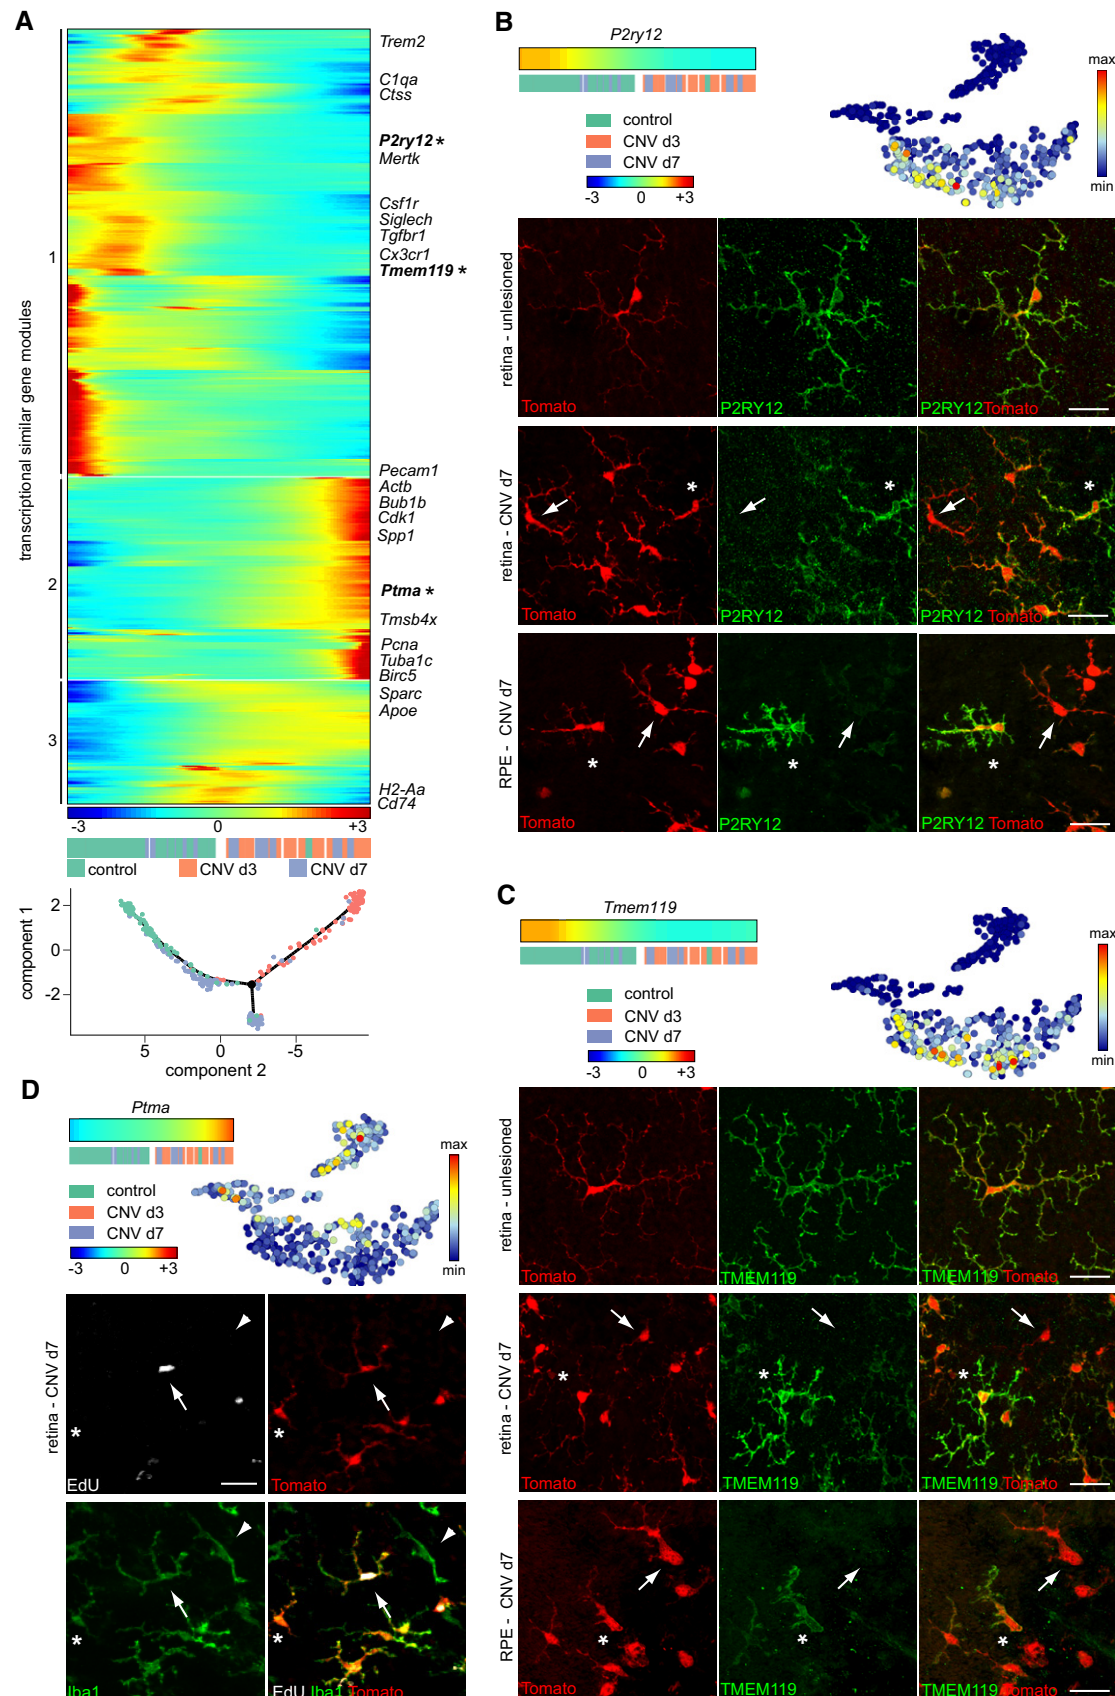 A
transcriptional similar gene modules
1
2
3
Trem2
C1qa
Ctss
P2ry12 *
Mertk
Csf1r
Siglech
Tgfbr1
Cx3cr1
Tmem119 *
Pecam1
Actb
Bub1b
Cdk1
Spp1
Ptma *
Tmsb4x
Pcna
Tuba1c
Birc5
Sparc
Apoe
H2-Aa
Cd74
-3 0 +3
control CNV d3 CNV d7
component 1
2
0
-2
5 0 -5
component 2
B
P2ry12
control
CNV d3
CNV d7
-3 0 +3
max
min
retina - unlesioned
Tomato
P2RY12
P2RY12 Tomato
retina - CNV d7
Tomato
P2RY12
P2RY12 Tomato
*
*
*
RPE - CNV d7
Tomato
P2RY12
P2RY12 Tomato
*
*
*
C
Tmem119
control
CNV d3
CNV d7
-3 0 +3
max
min
retina - unlesioned
Tomato
TMEM119
TMEM119 Tomato
retina - CNV d7
Tomato
TMEM119
TMEM119 Tomato
*
*
*
RPE - CNV d7
Tomato
TMEM119
TMEM119 Tomato
*
*
*
D
Ptma
control
CNV d3
CNV d7
-3 0 +3
max
min
retina - CNV d7
EdU
Tomato
*
*
Iba1
EdU Iba1 Tomato
*
*